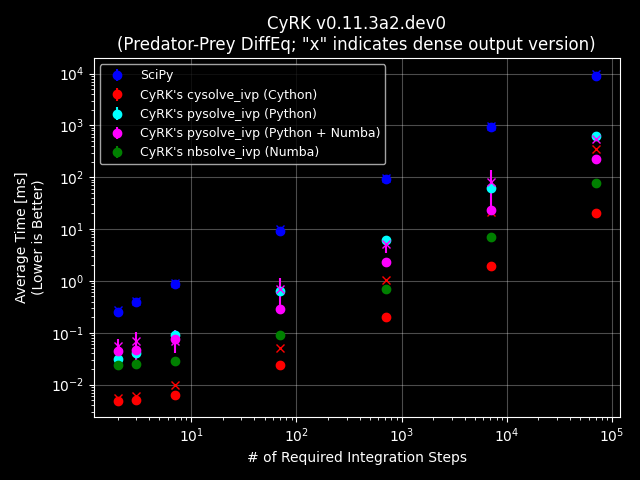 CyRK v0.11.3a2.dev0
(Predator-Prey DiffEq; "x" indicates dense output version)
SciPy
CyRK's cysolve_ivp (Cython)
CyRK's pysolve_ivp (Python)
CyRK's pysolve_ivp (Python + Numba)
CyRK's nbsolve_ivp (Numba)
Average Time [ms]
(Lower is Better)
10⁴
10³
10²
10¹
10⁰
10⁻¹
10⁻²
10¹ 10² 10³ 10⁴ 10⁵
# of Required Integration Steps